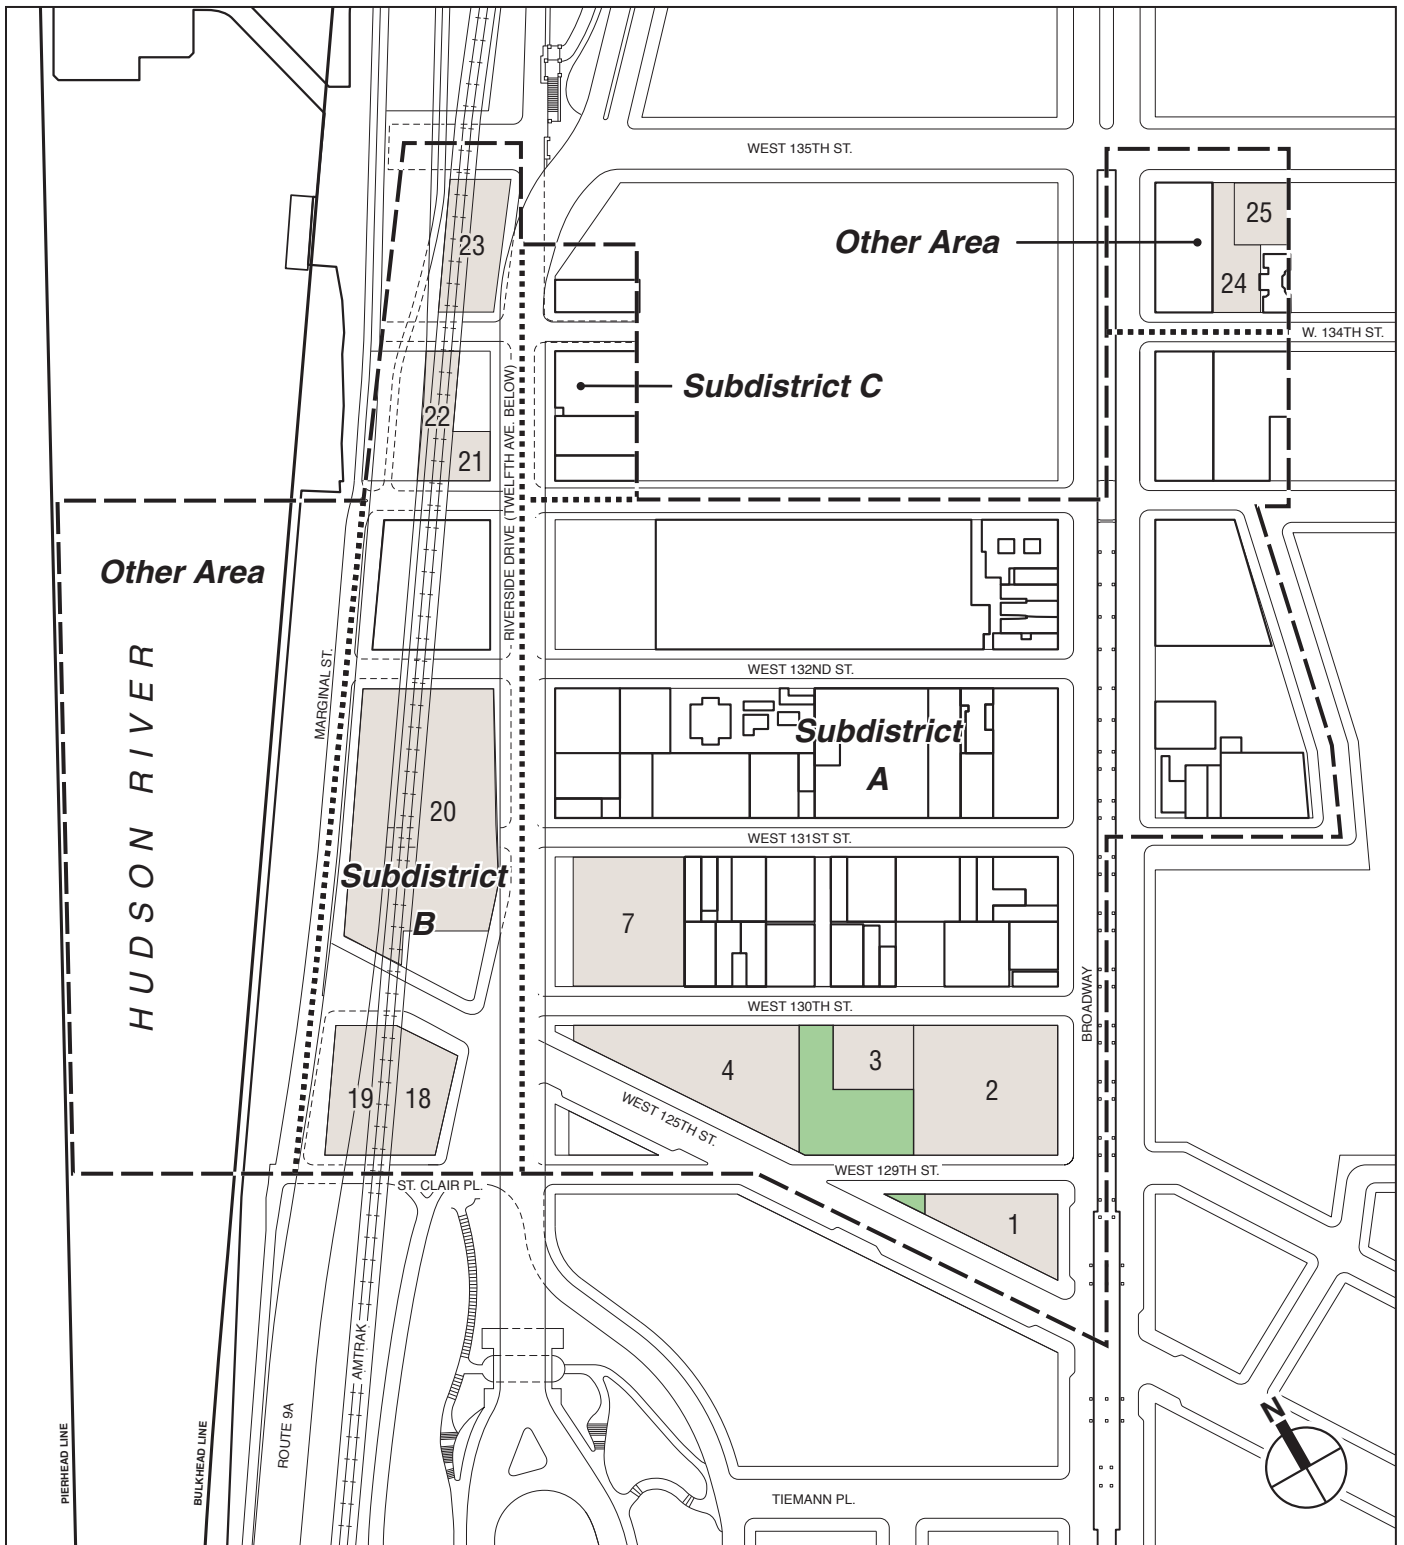 WEST 135TH ST.
25
Other Area
23
24
W. 134TH ST.
Subdistrict C
22
21
RIVERSIDE DRIVE (TWELFTH AVE. BELOW)
Other Area
HUDSON RIVER
MARGINAL ST.
WEST 132ND ST.
Subdistrict
A
20
WEST 131ST ST.
Subdistrict
B
7
WEST 130TH ST.
BROADWAY
4
3
2
19
18
WEST 125TH ST.
WEST 129TH ST.
ST. CLAIR PL.
1
AMTRAK
ROUTE 9A
PIERHEAD LINE
BULKHEAD LINE
N
TIEMANN PL.